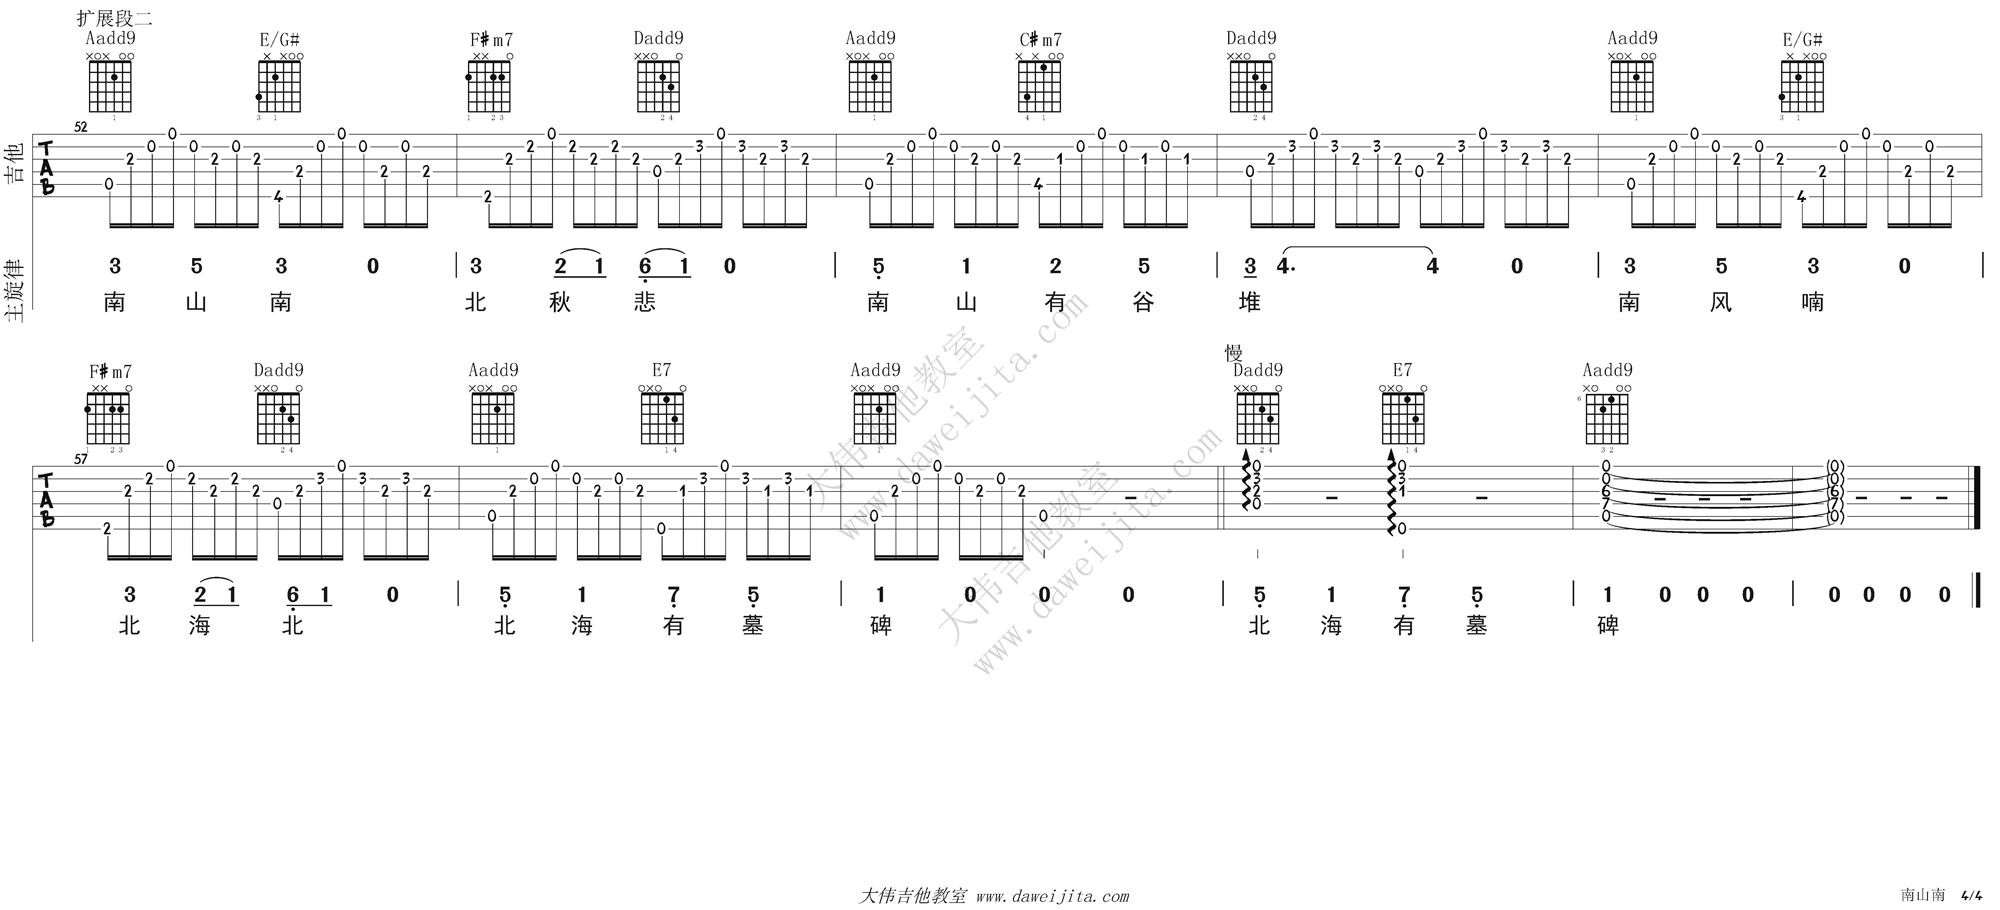 扩展段二
Aadd9 E/G# F#m7 Dadd9 Aadd9 C#m7 Dadd9 Aadd9 E/G#
吉他
52
TAB
主旋律
3 5 3 0 | 3 2 1 6 1 0 | 5 1 2 5 | 3 4. 4 0 | 3 5 3 0 |
南 山 南 北 秋 悲 南 山 有 谷 堆 南 风 喃
慢
F#m7 Dadd9 Aadd9 E7 Aadd9 Dadd9 E7 Aadd9
57
TAB
3 2 1 6 1 0 | 5 1 7 5 | 1 0 0 0 | 5 1 7 5 | 1 0 0 0 | 0 0 0 0
北 海 北 北 海 有 墓 碑 北 海 有 墓 碑
大伟吉他教室
www.daweijita.com
大伟吉他教室
www.daweijita.com
大伟吉他教室 www.daweijita.com
南山南 4/4